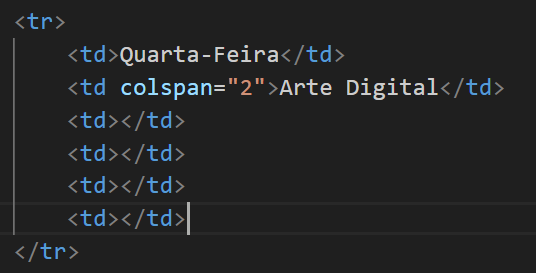 <tr>
<td>Quarta-Feira</td>
<td colspan="2">Arte Digital</td>
<td></td>
<td></td>
<td></td>
<td></td>
</tr>